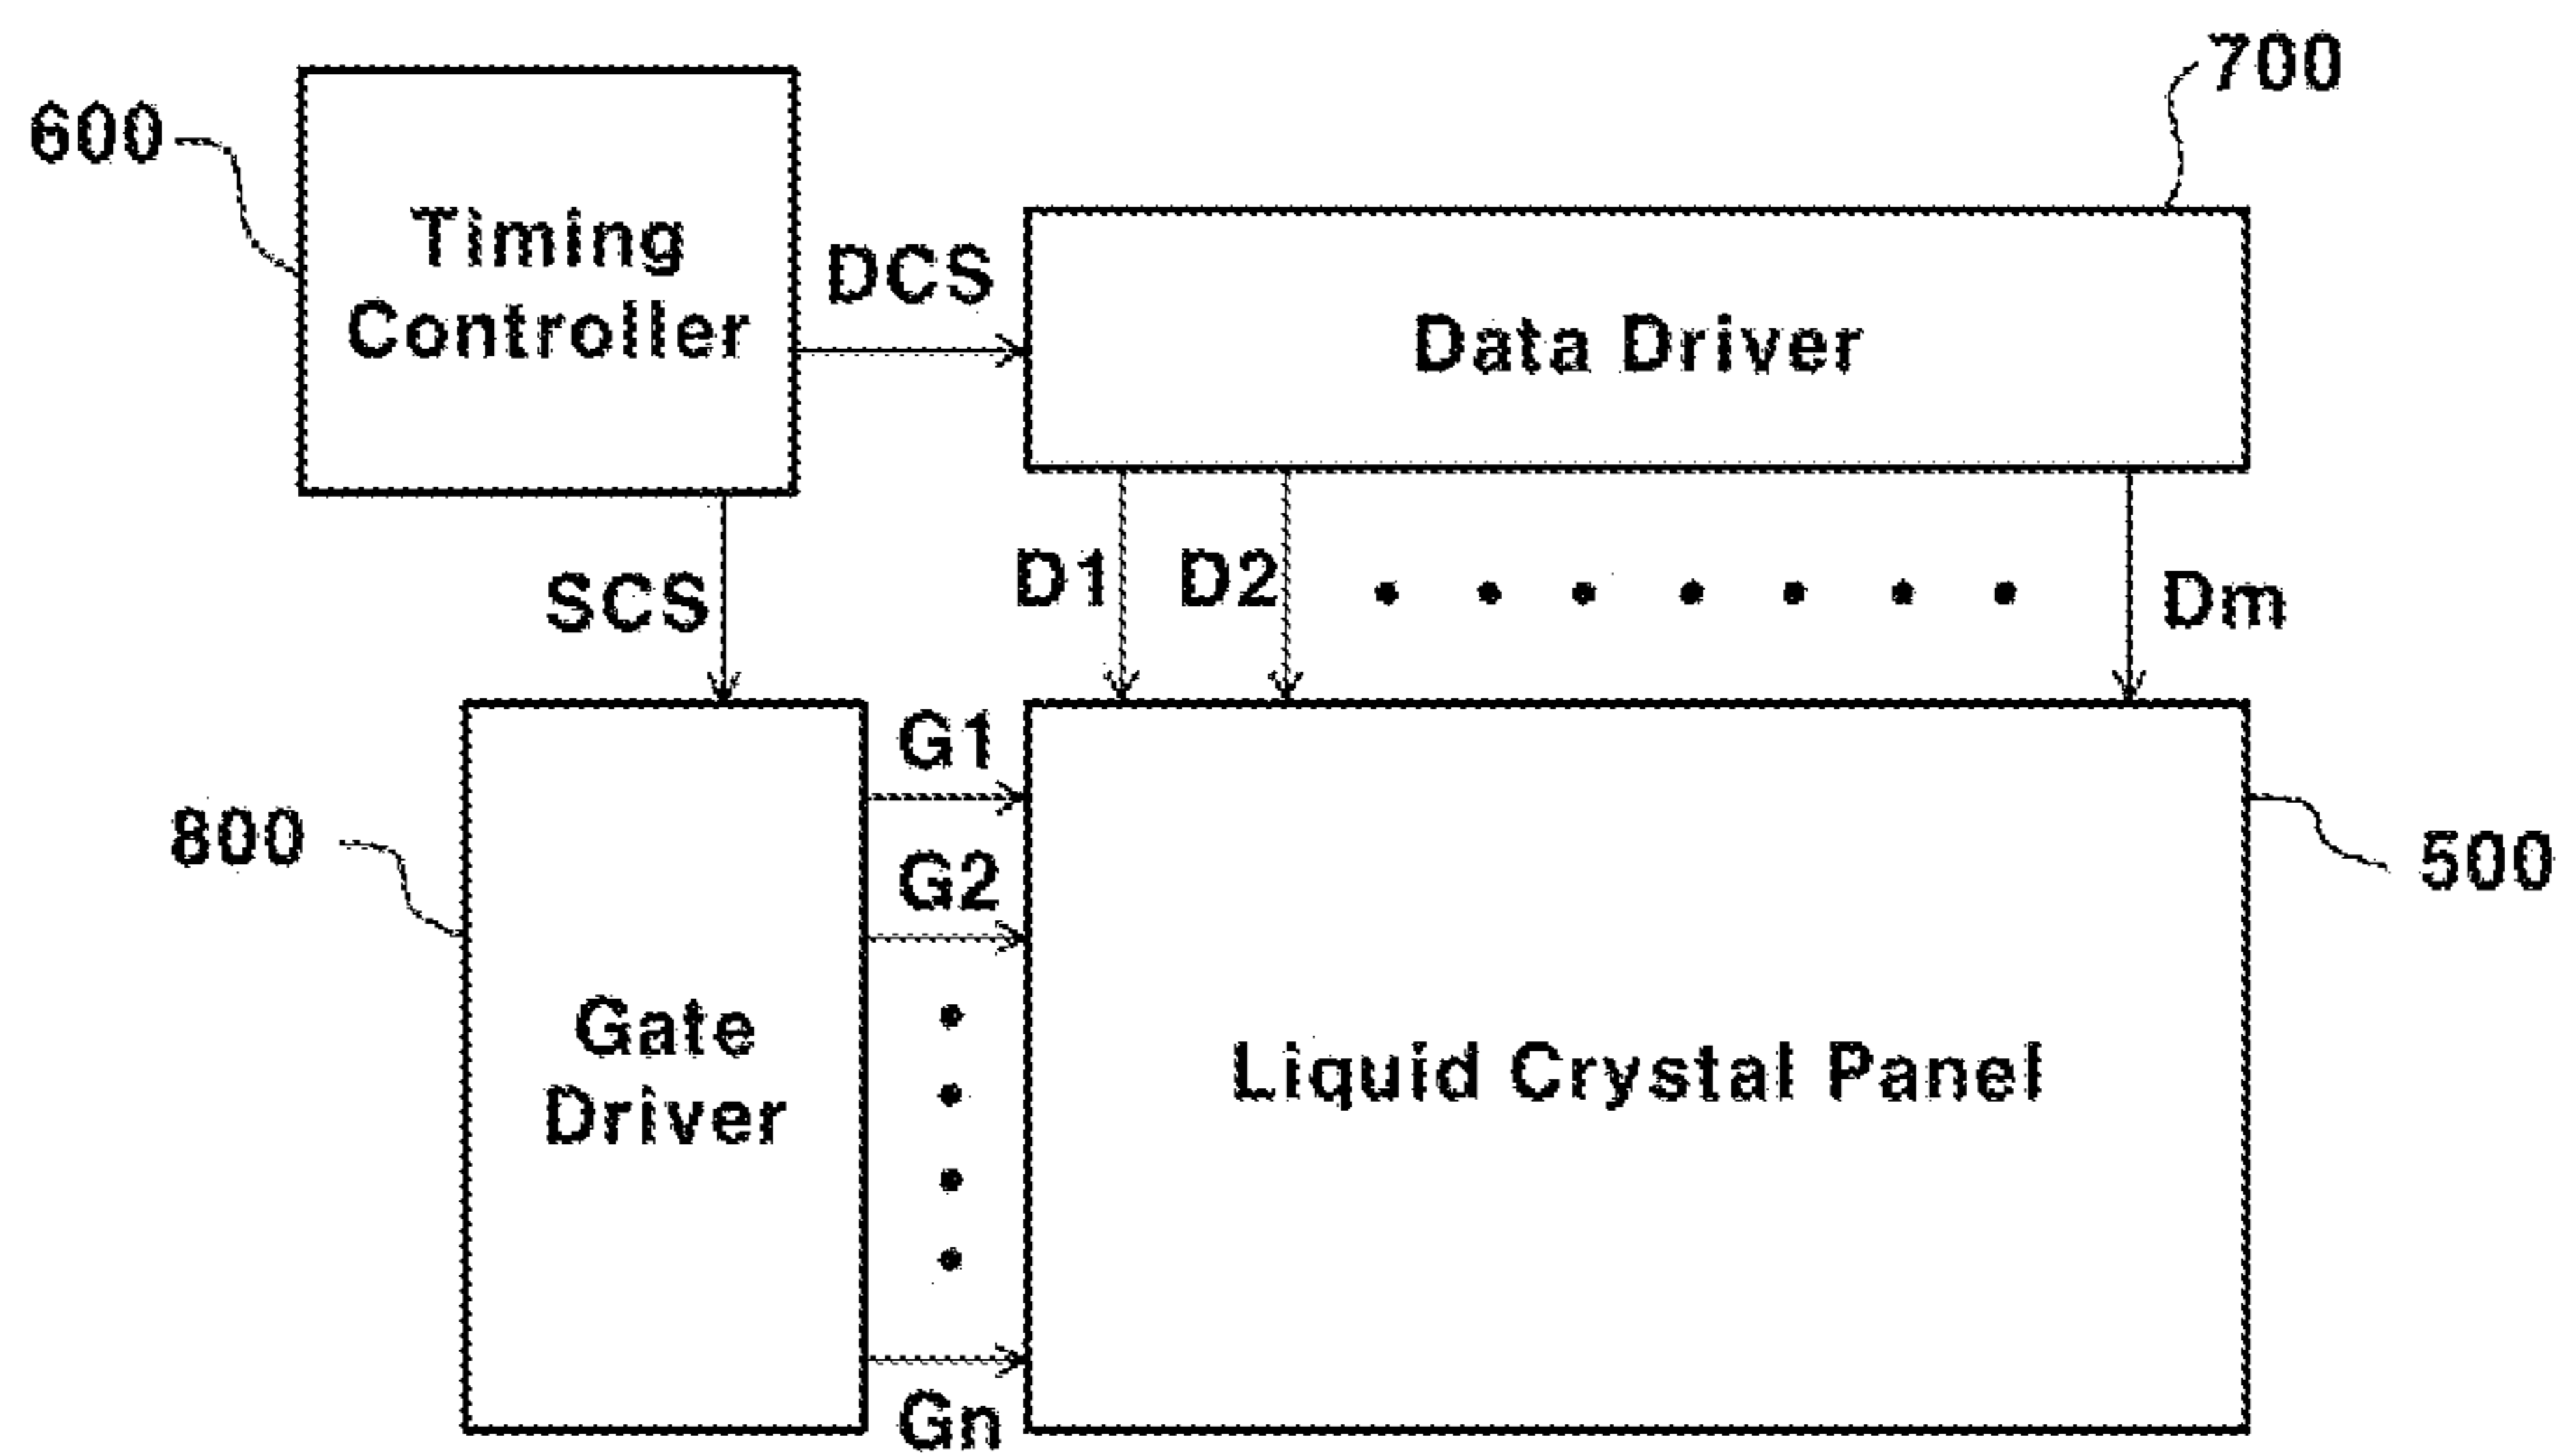 700
600
Timing
Controller
DCS
Data Driver
SCS
D1
D2
Dm
G1
800
G2
500
Gate
Driver
Liquid Crystal Panel
Gn